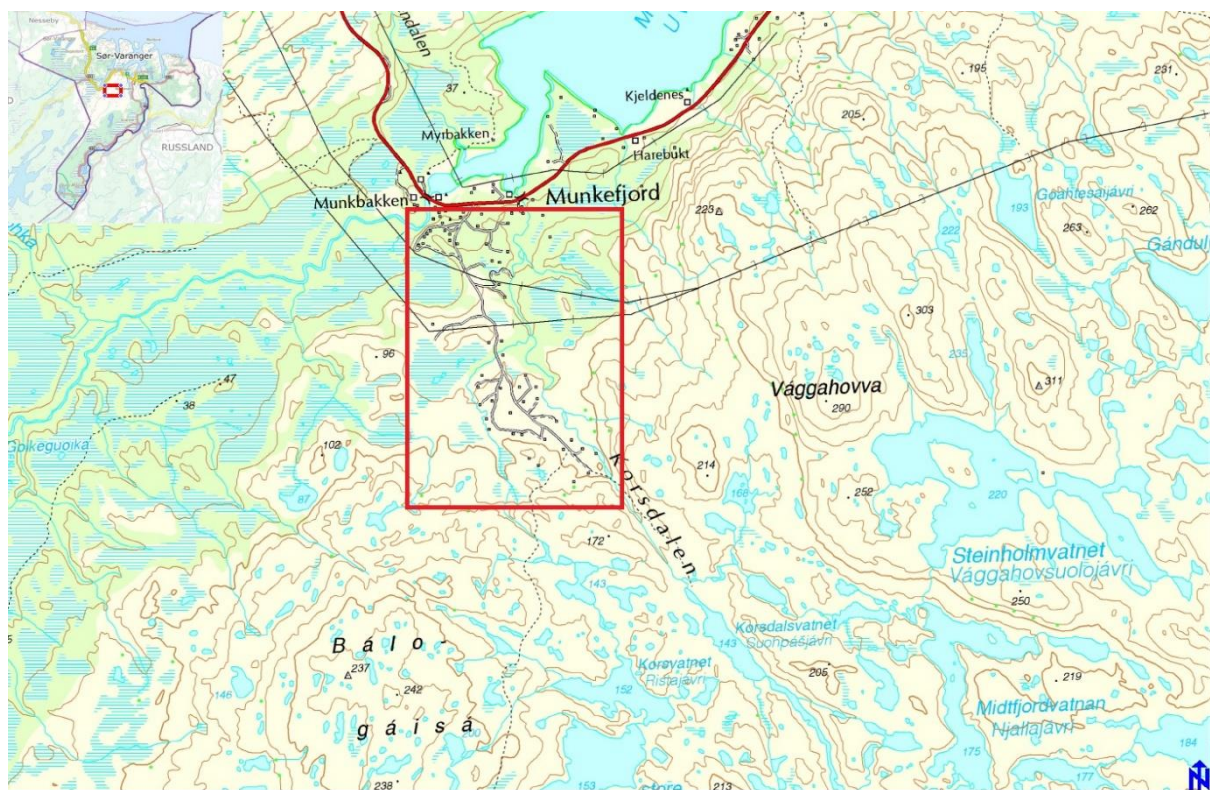 Nesseby
Sør-Varanger
RUSSLAND
37
Myrbakken
Kjeldenes
Harebukt
Munkbakken
Munkefjord
195
231
205
223
193
Goahtesaijávri
262
263
222
Gándul
303
235
311
96
47
38
102
87
Vággahovva
290
214
252
168
220
Korsdalen
Steinholmvatnet
Vággahovsuolojávri
250
172
143
Korsdalsvatnet
143
Bálo-
237
242
gáisá
146
Korsvatnet
Ristajávri
152
205
219
Midtfjordvatnan
Njallajávri
175
184
177
238
153
213
N